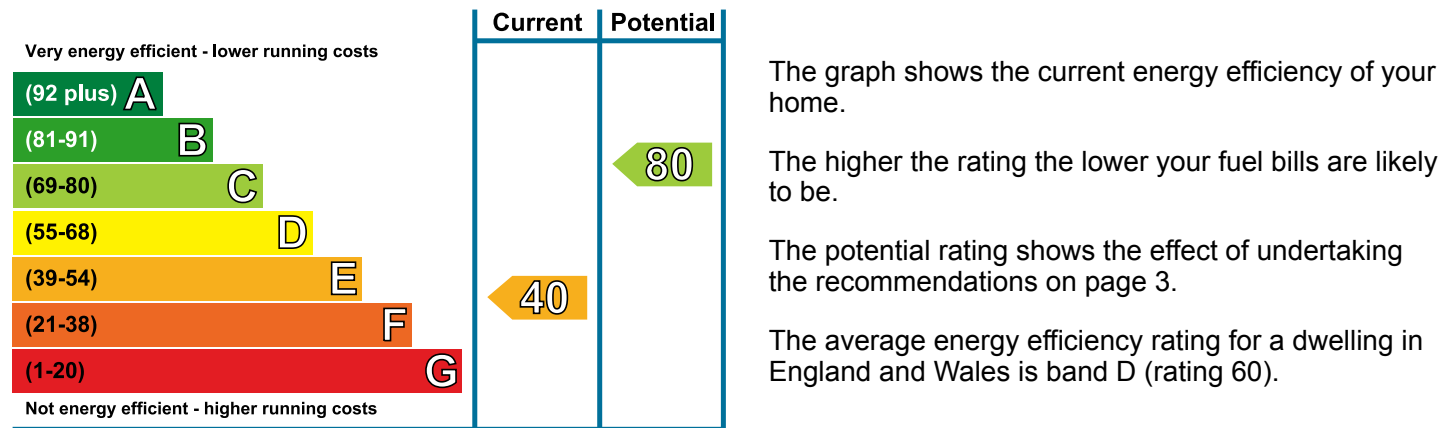 Current Potential
Very energy efficient - lower running costs
(92 plus) A
(81-91) B
(69-80) C
(55-68) D
(39-54) E
(21-38) F
(1-20) G
Not energy efficient - higher running costs
40
80
The graph shows the current energy efficiency of your
home.
The higher the rating the lower your fuel bills are likely
to be.
The potential rating shows the effect of undertaking
the recommendations on page 3.
The average energy efficiency rating for a dwelling in
England and Wales is band D (rating 60).